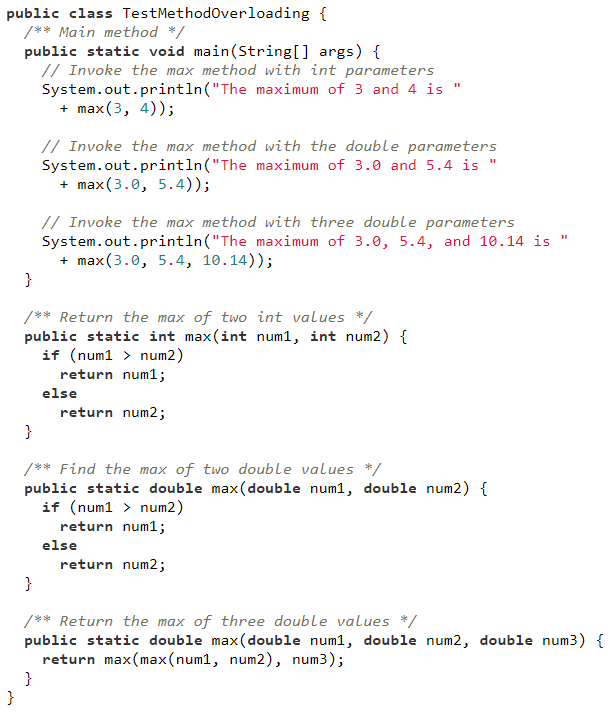 public class TestMethodOverloading {
  /** Main method */
  public static void main(String[] args) {
    // Invoke the max method with int parameters
    System.out.println("The maximum of 3 and 4 is "
      + max(3, 4));

    // Invoke the max method with the double parameters
    System.out.println("The maximum of 3.0 and 5.4 is "
      + max(3.0, 5.4));

    // Invoke the max method with three double parameters
    System.out.println("The maximum of 3.0, 5.4, and 10.14 is "
      + max(3.0, 5.4, 10.14));
  }

  /** Return the max of two int values */
  public static int max(int num1, int num2) {
    if (num1 > num2)
      return num1;
    else
      return num2;
  }

  /** Find the max of two double values */
  public static double max(double num1, double num2) {
    if (num1 > num2)
      return num1;
    else
      return num2;
  }

  /** Return the max of three double values */
  public static double max(double num1, double num2, double num3) {
    return max(max(num1, num2), num3);
  }
}